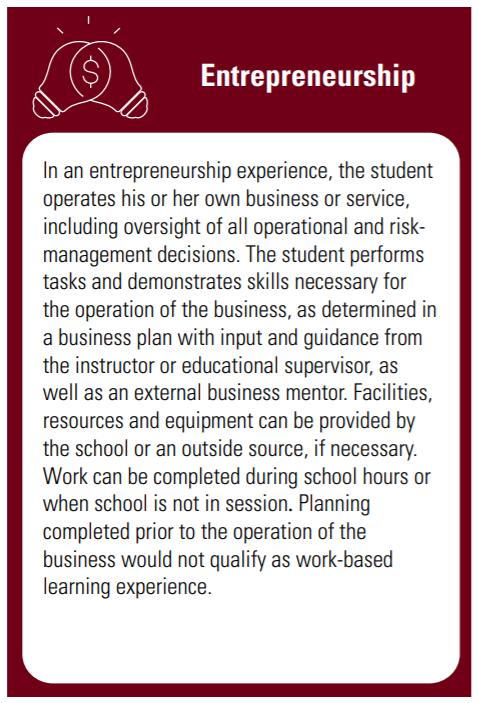 $
Entrepreneurship
In an entrepreneurship experience, the student
operates his or her own business or service,
including oversight of all operational and risk-
management decisions. The student performs
tasks and demonstrates skills necessary for
the operation of the business, as determined in
a business plan with input and guidance from
the instructor or educational supervisor, as
well as an external business mentor. Facilities,
resources and equipment can be provided by
the school or an outside source, if necessary.
Work can be completed during school hours or
when school is not in session. Planning
completed prior to the operation of the
business would not qualify as work-based
learning experience.